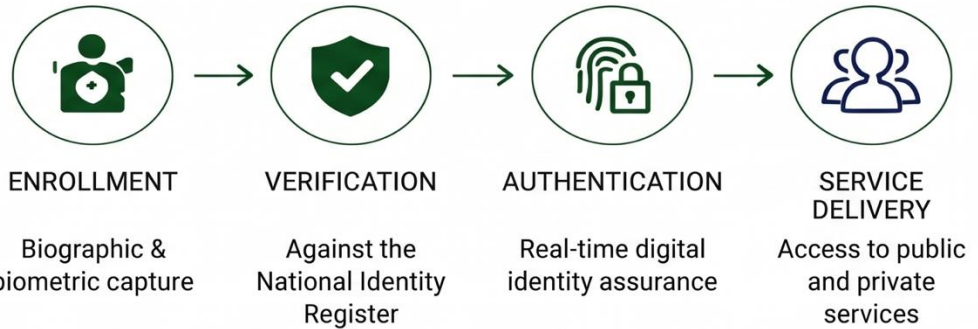 ENROLLMENT
Biographic &
biometric capture
VERIFICATION
Against the
National Identity
Register
AUTHENTICATION
Real-time digital
identity assurance
SERVICE
DELIVERY
Access to public
and private
services